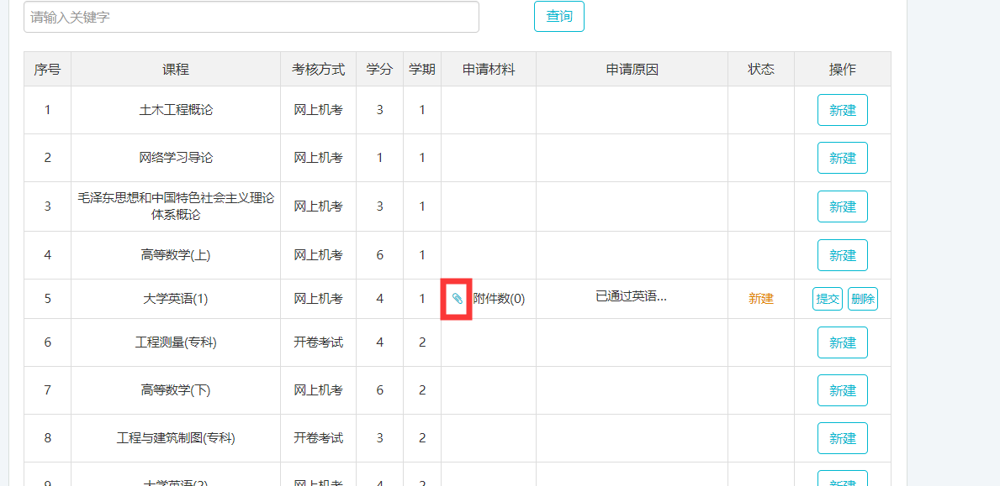 请输入关键字 查询
序号 课程 考核方式 学分 学期 申请材料 申请原因 状态 操作
1 土木工程概论 网上机考 3 1 新建
2 网络学习导论 网上机考 1 1 新建
3 毛泽东思想和中国特色社会主义理论 网上机考 3 1 新建
体系概论
4 高等数学(上) 网上机考 6 1 新建
5 大学英语(1) 网上机考 4 1 附件数(0) 已通过英语... 新建 提交 删除
6 工程测量(专科) 开卷考试 4 2 新建
7 高等数学(下) 网上机考 6 2 新建
8 工程与建筑制图(专科) 开卷考试 3 2 新建
9 大学英语(2) 网上机考 4 2 新建